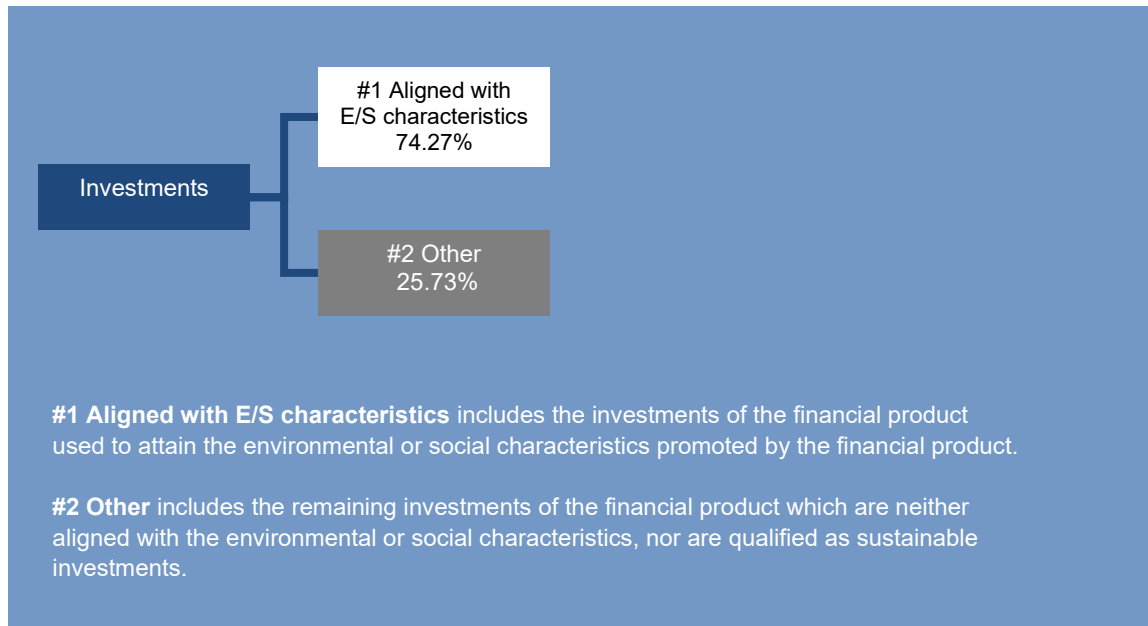 #1 Aligned with
E/S characteristics
74.27%
Investments
#2 Other
25.73%
#1 Aligned with E/S characteristics includes the investments of the financial product
used to attain the environmental or social characteristics promoted by the financial product.
#2 Other includes the remaining investments of the financial product which are neither
aligned with the environmental or social characteristics, nor are qualified as sustainable
investments.